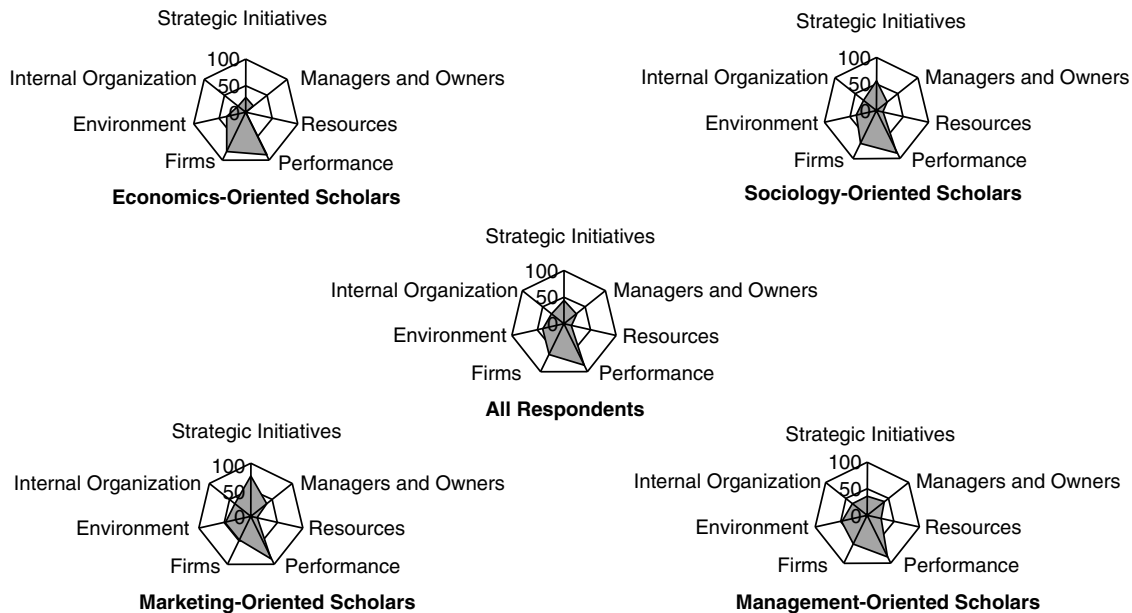 Strategic Initiatives
100
Internal Organization
Managers and Owners
50
0
Environment
Resources
Firms
Performance
Economics-Oriented Scholars
Strategic Initiatives
100
Internal Organization
Managers and Owners
50
0
Environment
Resources
Firms
Performance
Sociology-Oriented Scholars
Strategic Initiatives
100
Internal Organization
Managers and Owners
50
0
Environment
Resources
Firms
Performance
All Respondents
Strategic Initiatives
100
Internal Organization
Managers and Owners
50
0
Environment
Resources
Firms
Performance
Marketing-Oriented Scholars
Strategic Initiatives
100
Internal Organization
Managers and Owners
50
0
Environment
Resources
Firms
Performance
Management-Oriented Scholars